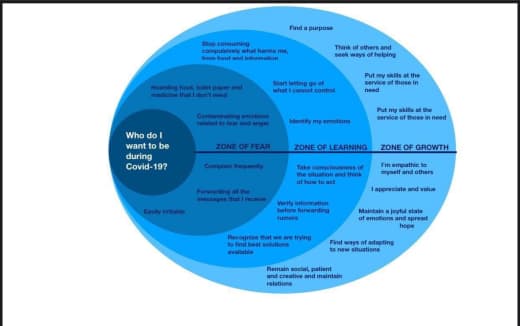 Find a purpose
Stop consuming
compulsively what harms me,
from food and information
Think of others and
seek ways of helping
Hoarding food, toilet paper and
medicine that I don't need
Start letting go of
what I cannot control
Put my skills at the
service of those in
need
Contaminating emotions
related to fear and anger
Identify my emotions
Put my skills at the
service of those in need
Who do I
want to be
during
Covid-19?
ZONE OF FEAR
ZONE OF LEARNING
ZONE OF GROWTH
Complain frequently
Take consciousness of
the situation and think
of how to act
I'm empathic to
myself and others
I appreciate and value
Forwarding all the
messages that I receive
Easily irritable
Verify information
before forwarding
rumors
Maintain a joyful state
of emotions and spread
hope
Recognize that we are trying
to find best solutions
available
Find ways of adapting
to new situations
Remain social, patient
and creative and maintain
relations